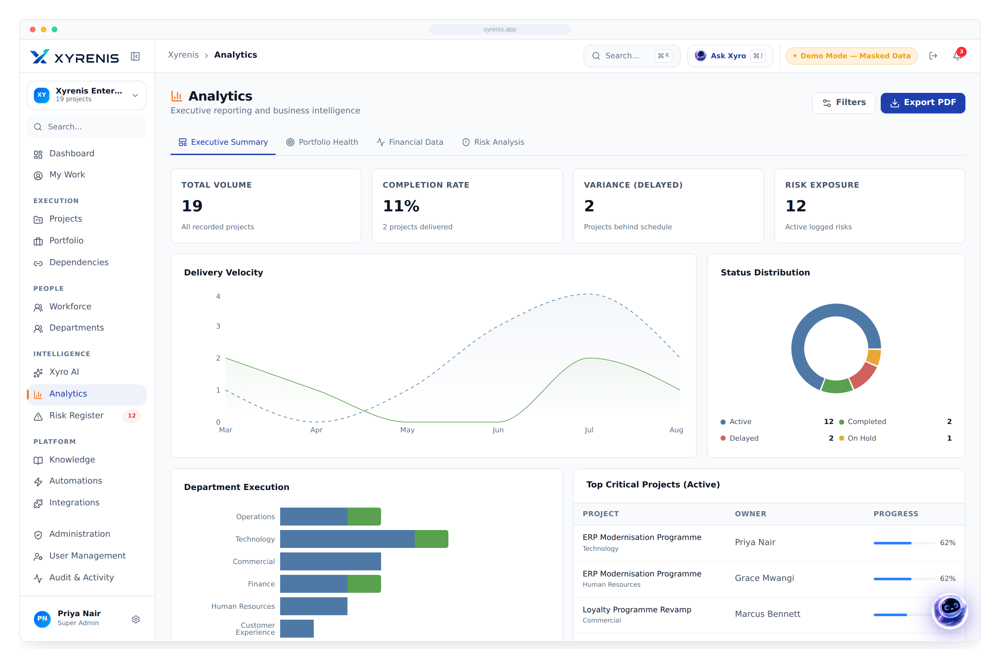 xyrenis.app
XYRENIS
Xyrenis › Analytics
Search...
⌘ K
Ask Xyro
⌘ J
✦ Demo Mode — Masked Data
3
XY
Xyrenis Enter...
19 projects
Search...
Dashboard
My Work
EXECUTION
Projects
Portfolio
Dependencies
PEOPLE
Workforce
Departments
INTELLIGENCE
Xyro AI
Analytics
Risk Register
12
PLATFORM
Knowledge
Automations
Integrations
Administration
User Management
Audit & Activity
PN
Priya Nair
Super Admin
Analytics
Executive reporting and business intelligence
Filters
Export PDF
Executive Summary
Portfolio Health
Financial Data
Risk Analysis
TOTAL VOLUME
19
All recorded projects
COMPLETION RATE
11%
2 projects delivered
VARIANCE (DELAYED)
2
Projects behind schedule
RISK EXPOSURE
12
Active logged risks
Delivery Velocity
4
3
2
1
0
Mar Apr May Jun Jul Aug
Status Distribution
Active 12
Completed 2
Delayed 2
On Hold 1
Department Execution
Operations
Technology
Commercial
Finance
Human Resources
Customer
Experience
Top Critical Projects (Active)
PROJECT OWNER PROGRESS
ERP Modernisation Programme
Technology
Priya Nair
62%
ERP Modernisation Programme
Human Resources
Grace Mwangi
62%
Loyalty Programme Revamp
Commercial
Marcus Bennett